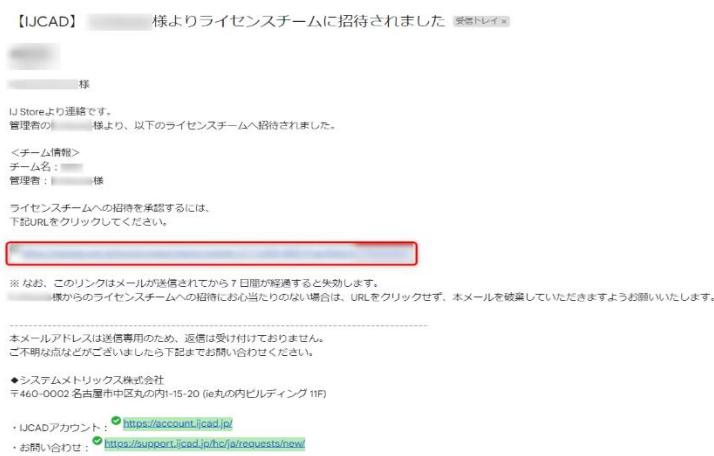 【IJCAD】 様よりライセンスチームに招待されました 受信トレイ ×
様
IJ Storeより連絡です。
管理者の 様より、以下のライセンスチームへ招待されました。
＜チーム情報＞
チーム名：
管理者： 様
ライセンスチームへの招待を承認するには、
下記URLをクリックしてください。
※ なお、このリンクはメールが送信されてから 7 日間が経過すると失効します。
様からのライセンスチームへの招待にお心当たりのない場合は、URLをクリックせず、本メールを破棄していただきますようお願いいたします。
--------------------------------------------------------------------------------
本メールアドレスは送信専用のため、返信は受け付けておりません。
ご不明な点などがございましたら下記までお問い合わせください。
◆システムメトリックス株式会社
〒460-0002 名古屋市中区丸の内1-15-20 (ie丸の内ビルディング 11F)
・IJCADアカウント： https://account.ijcad.jp/
・お問い合わせ： https://support.ijcad.jp/hc/ja/requests/new/